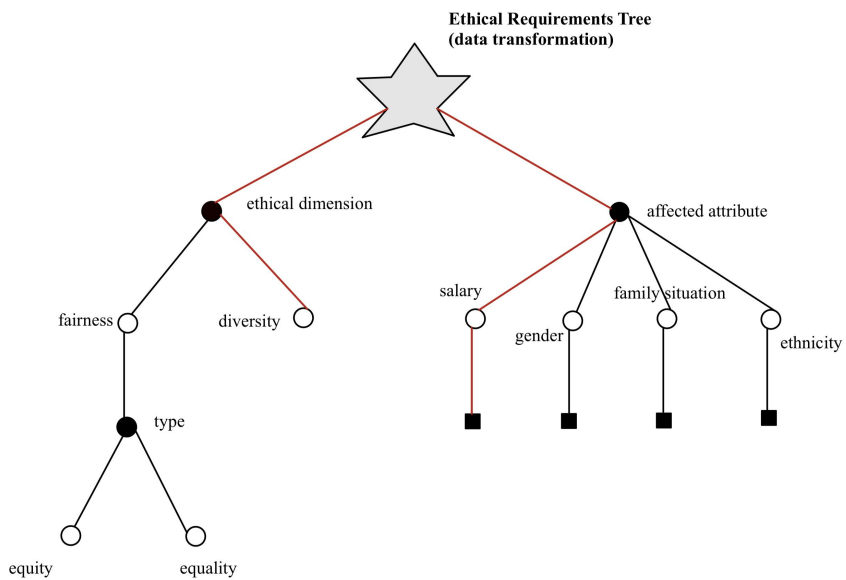 Ethical Requirements Tree
(data transformation)
ethical dimension
affected attribute
salary
family situation
fairness
diversity
gender
ethnicity
type
equity
equality